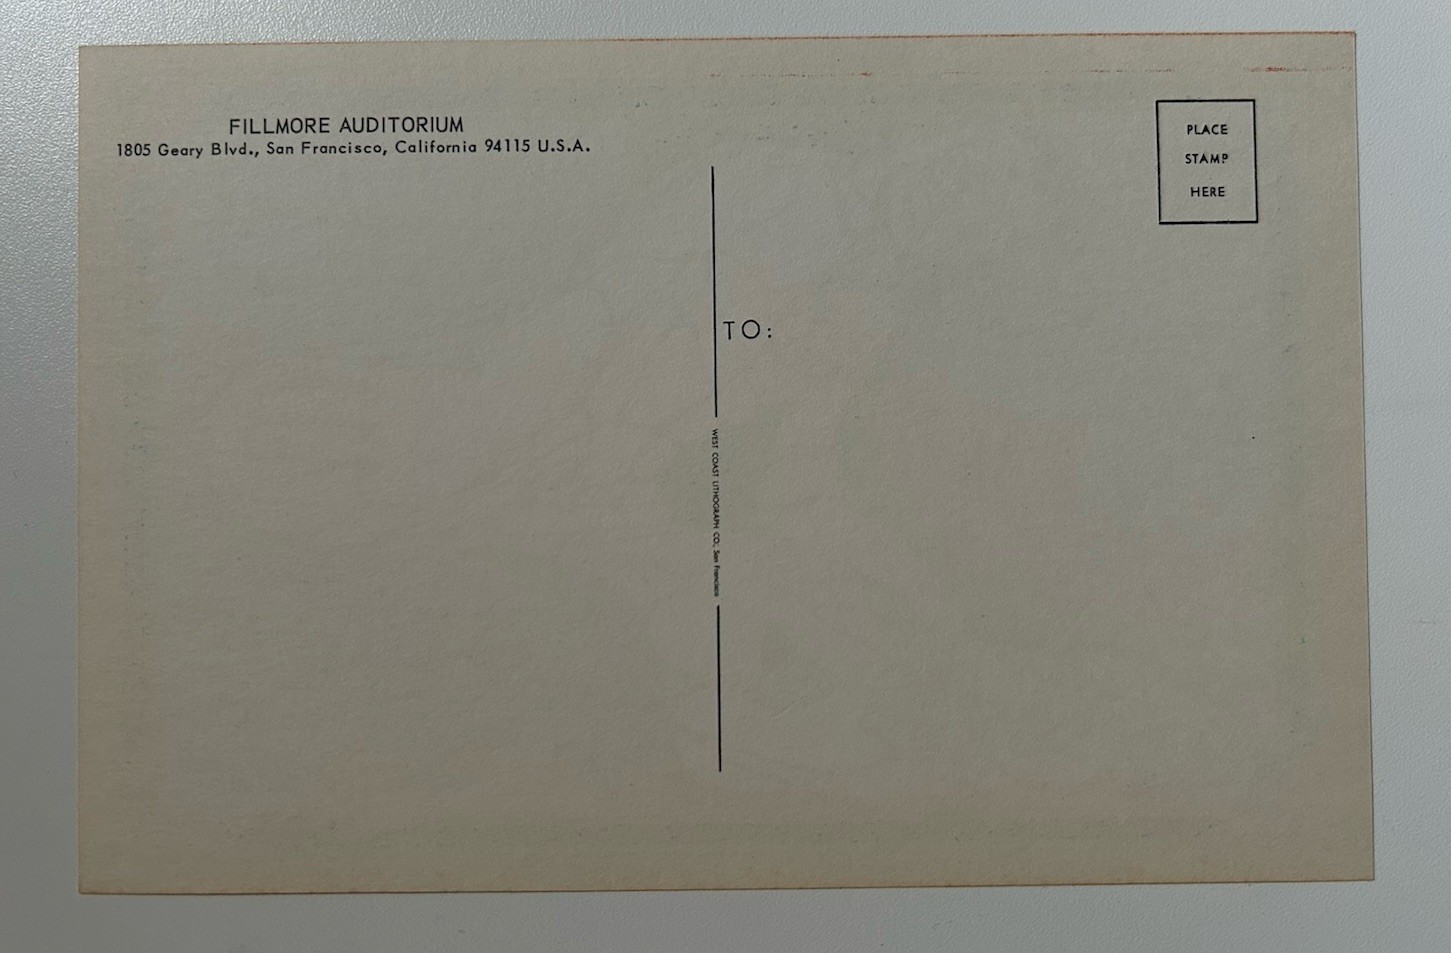 FILLMORE AUDITORIUM
1805 Geary Blvd., San Francisco, California 94115 U.S.A.
PLACE
STAMP
HERE
TO:
WEST COAST LITHOGRAPH CO., San Francisco